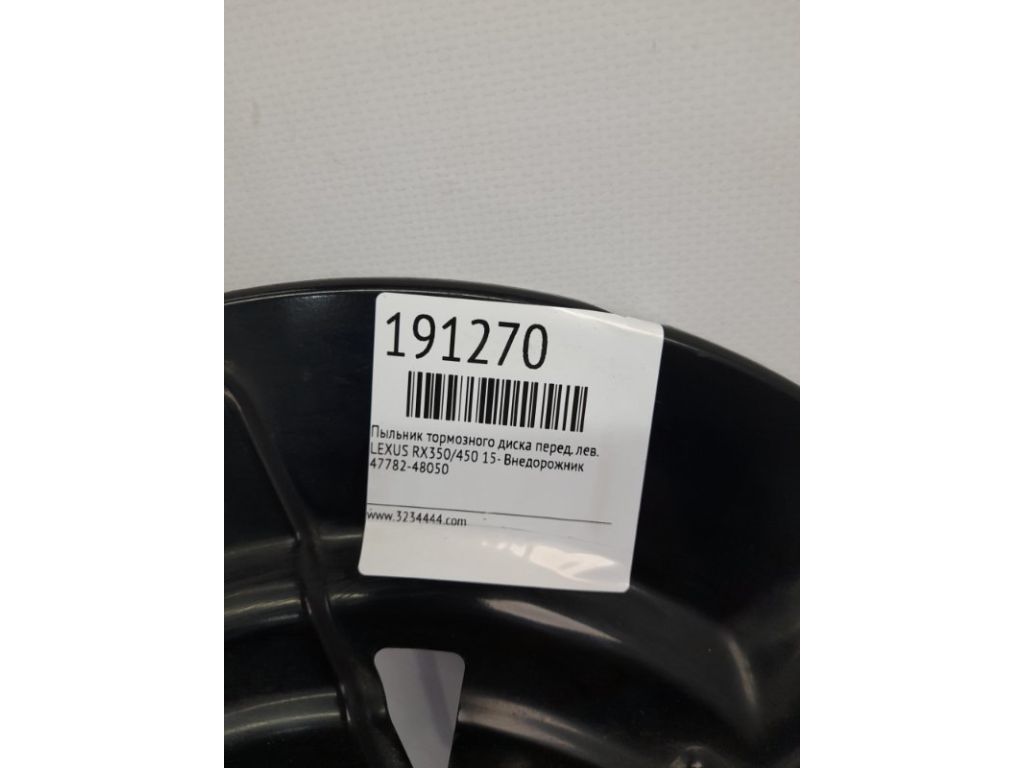 191270
Пыльник тормозного диска перед. лев.
LEXUS RX350/450 15- Внедорожник
47782-48050
www.3234444.com